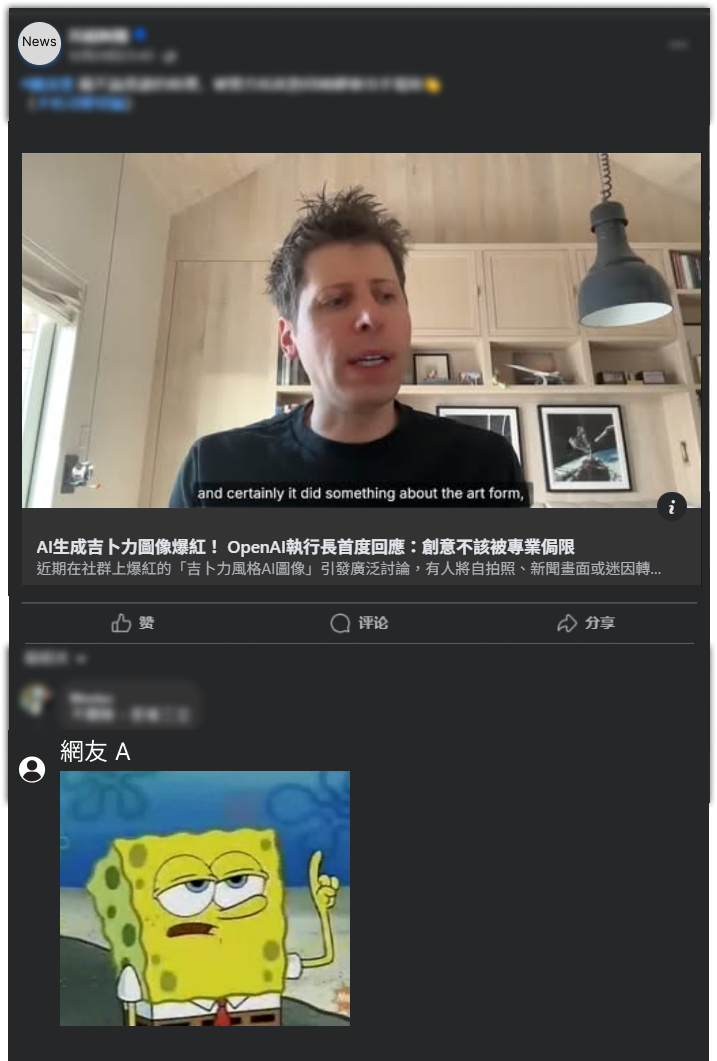 News
and certainly it did something about the art form,
AI生成吉卜力圖像爆紅！ OpenAI執行長首度回應：創意不該被專業侷限
近期在社群上爆紅的「吉卜力風格AI圖像」引發廣泛討論，有人將自拍照、新聞畫面或迷因轉...
赞 评论 分享
網友 A